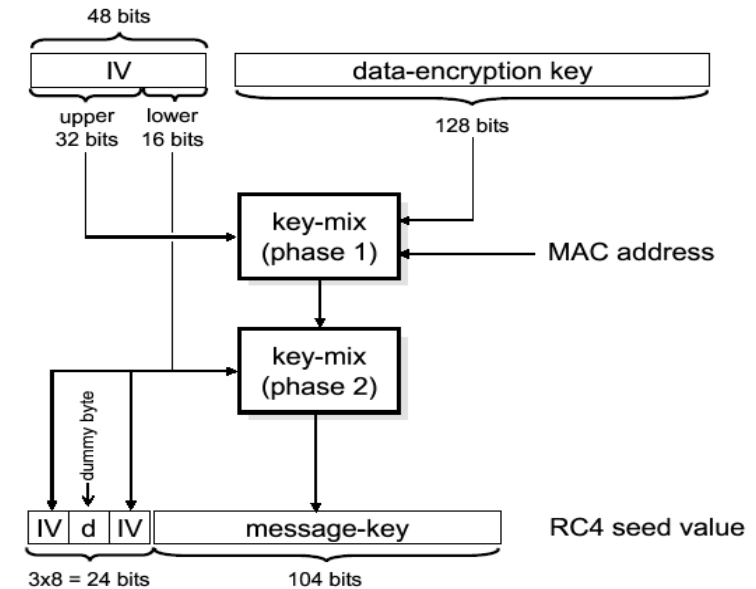 48 bits
IV
data-encryption key
upper
32 bits
lower
16 bits
128 bits
key-mix
(phase 1)
MAC address
key-mix
(phase 2)
dummy byte
IV d IV
message-key
RC4 seed value
3x8 = 24 bits
104 bits